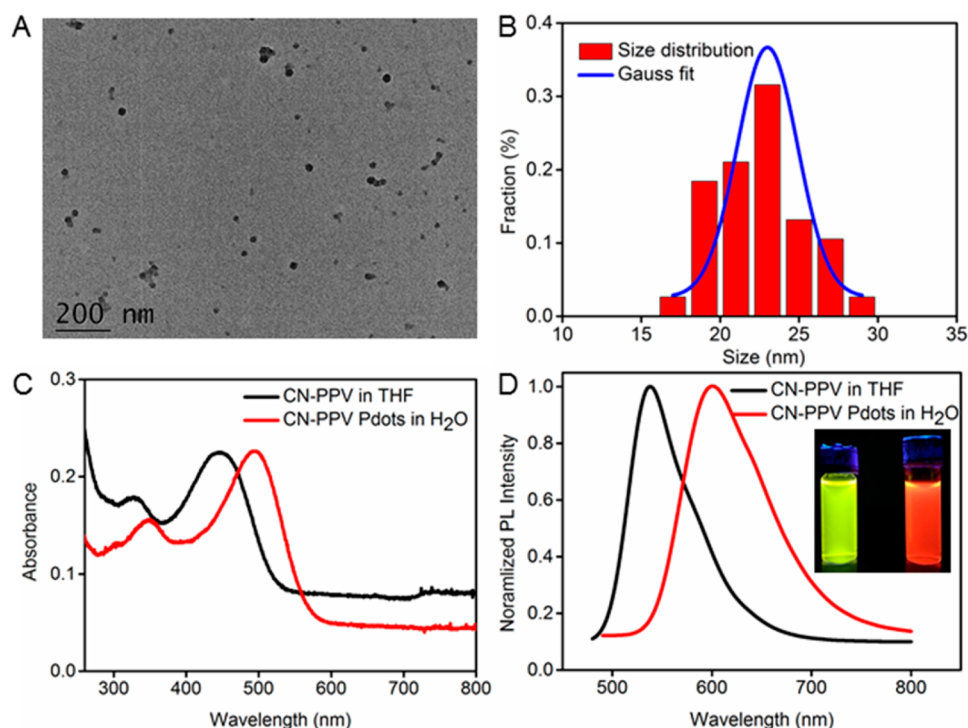 A
200 nm
B
Size distribution
Gauss fit
Fraction (%)
0.4
0.3
0.2
0.1
0.0
10 15 20 25 30 35
Size (nm)
C
CN-PPV in THF
CN-PPV Pdots in H2O
Absorbance
0.3
0.2
0.1
0.0
300 400 500 600 700 800
Wavelength (nm)
D
CN-PPV in THF
CN-PPV Pdots in H2O
Noramlized PL Intensity
1.0
0.8
0.6
0.4
0.2
0.0
500 600 700 800
Wavelength (nm)